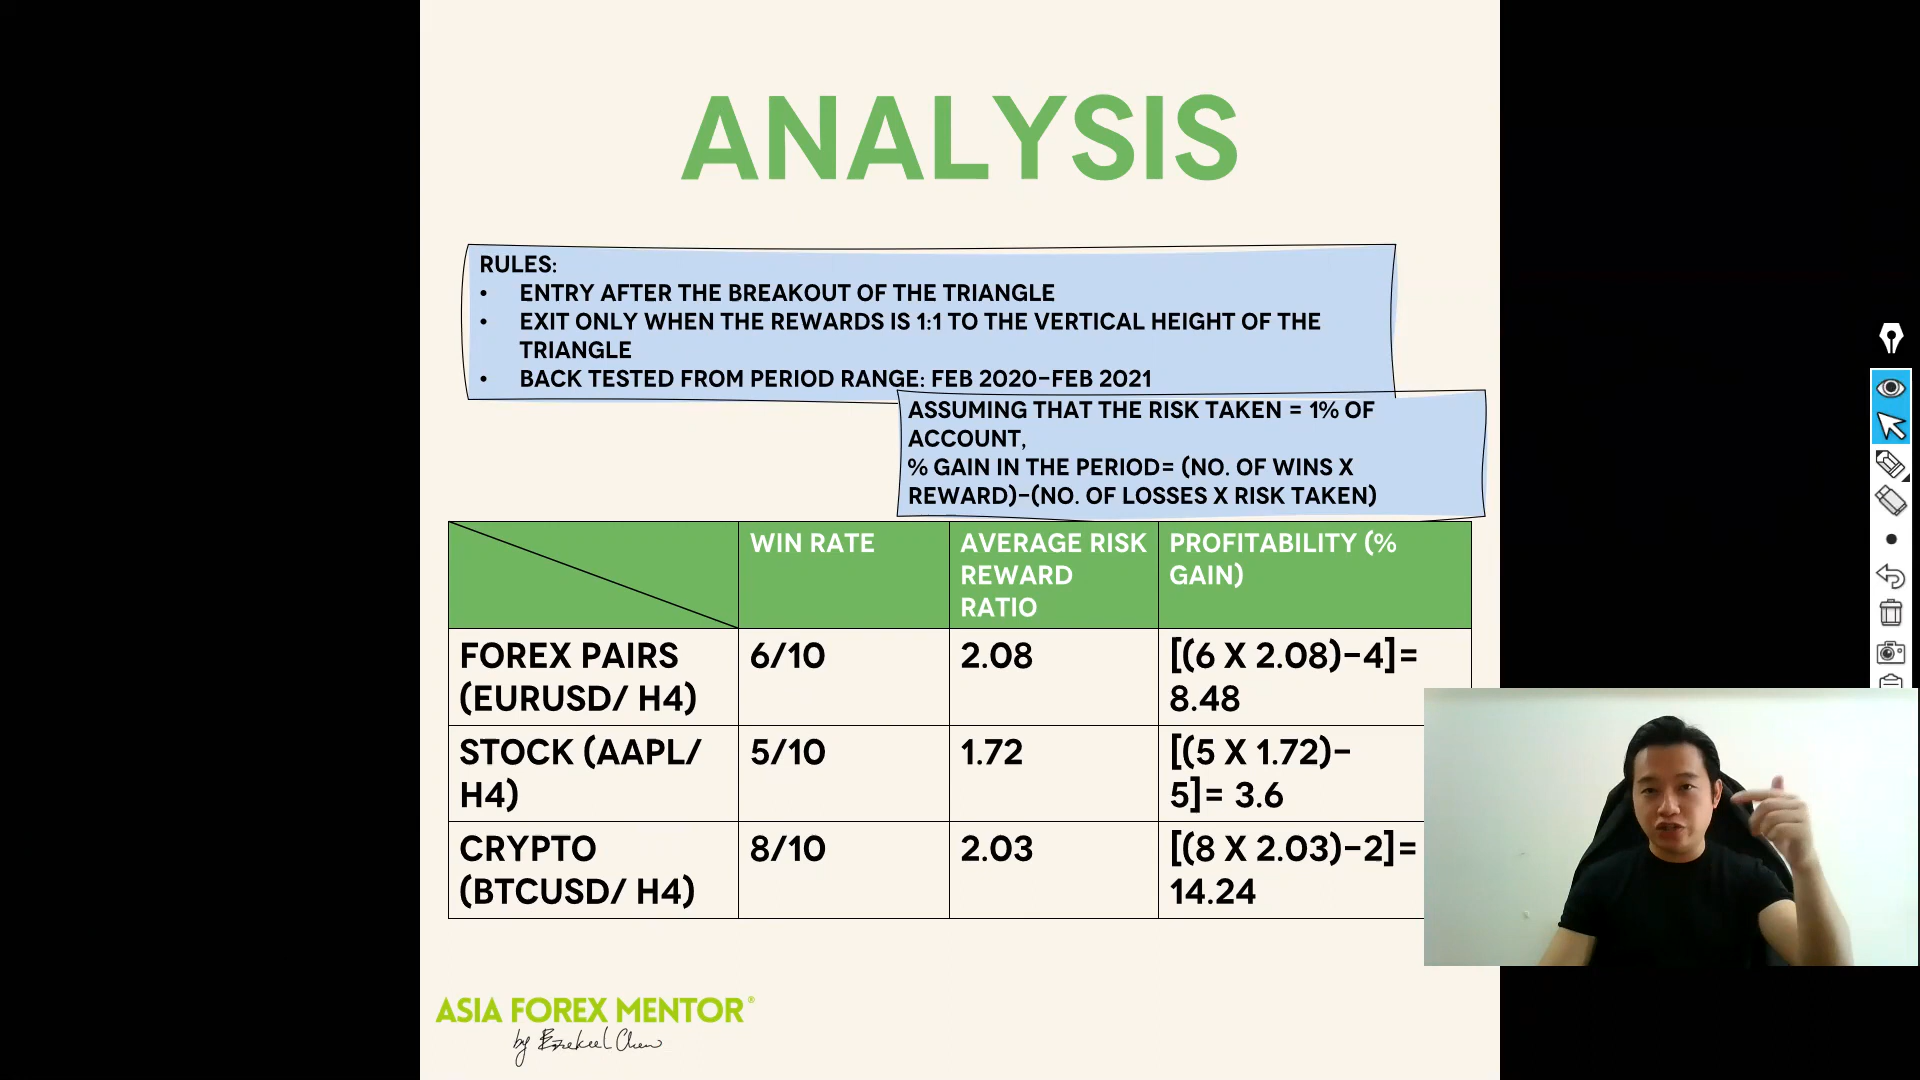 ANALYSIS
RULES:
• ENTRY AFTER THE BREAKOUT OF THE TRIANGLE
• EXIT ONLY WHEN THE REWARDS IS 1:1 TO THE VERTICAL HEIGHT OF THE
TRIANGLE
• BACK TESTED FROM PERIOD RANGE: FEB 2020-FEB 2021
ASSUMING THAT THE RISK TAKEN = 1% OF
ACCOUNT,
% GAIN IN THE PERIOD= (NO. OF WINS X
REWARD)-(NO. OF LOSSES X RISK TAKEN)
WIN RATE
AVERAGE RISK
REWARD
RATIO
PROFITABILITY (%
GAIN)
FOREX PAIRS
(EURUSD/ H4)
6/10
2.08
[(6 X 2.08)-4]=
8.48
STOCK (AAPL/
H4)
5/10
1.72
[(5 X 1.72)-
5]= 3.6
CRYPTO
(BTCUSD/ H4)
8/10
2.03
[(8 X 2.03)-2]=
14.24
ASIA FOREX MENTOR®
by Ezekiel Chew